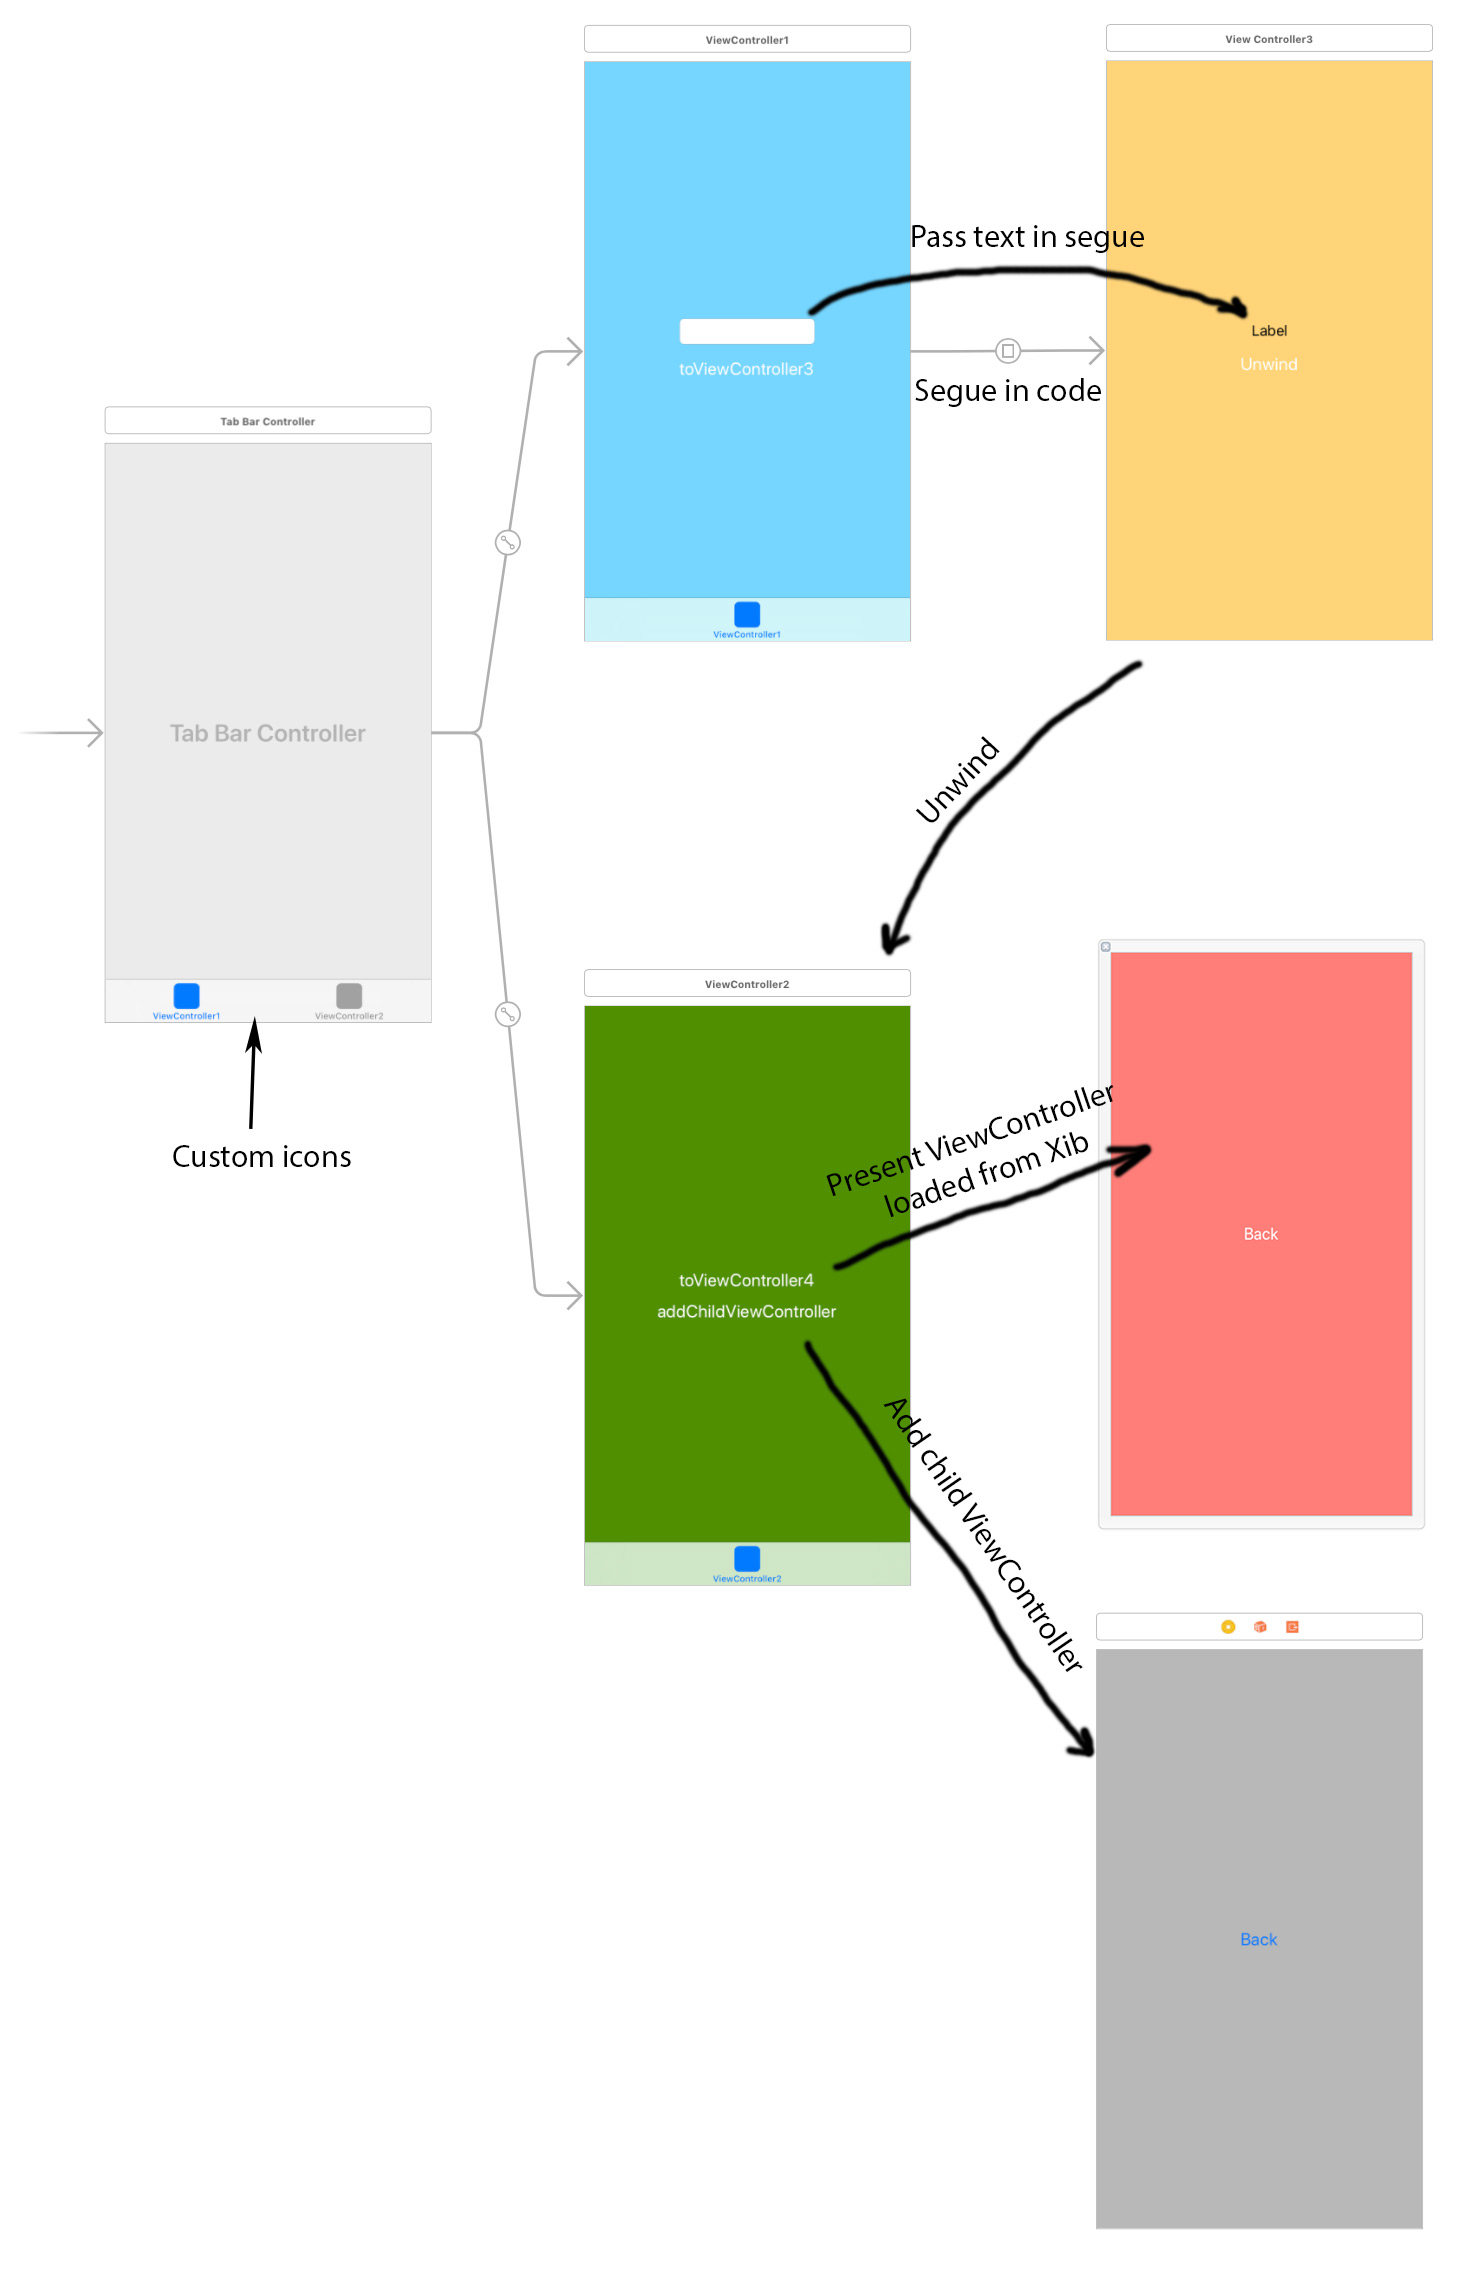 ViewController1
View Controller3
Pass text in segue
Label
toViewController3
Unwind
Segue in code
ViewController1
Tab Bar Controller
Tab Bar Controller
ViewController1
ViewController2
Custom icons
Unwind
ViewController2
Present ViewController
loaded from Xib
Back
toViewController4
addChildViewController
Add child ViewController
ViewController2
Back